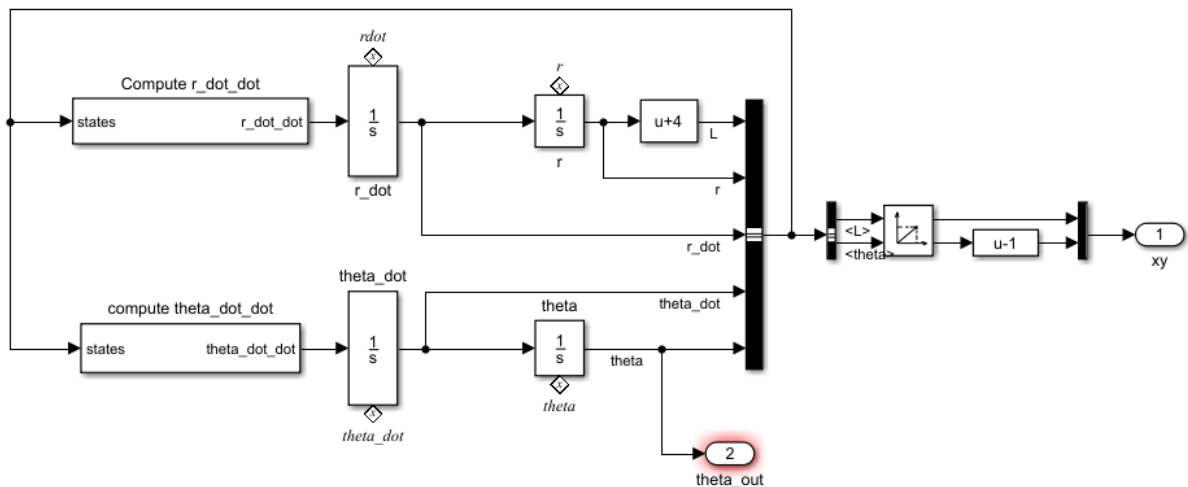 rdot
x
Compute r_dot_dot
states
r_dot_dot
1
s
r_dot
r
x
1
s
r
u+4
L
r
r_dot
theta_dot
compute theta_dot_dot
states
theta_dot_dot
1
s
x
theta_dot
theta_dot
theta
1
s
x
theta
theta
<L>
<theta>
u-1
1
xy
2
theta_out